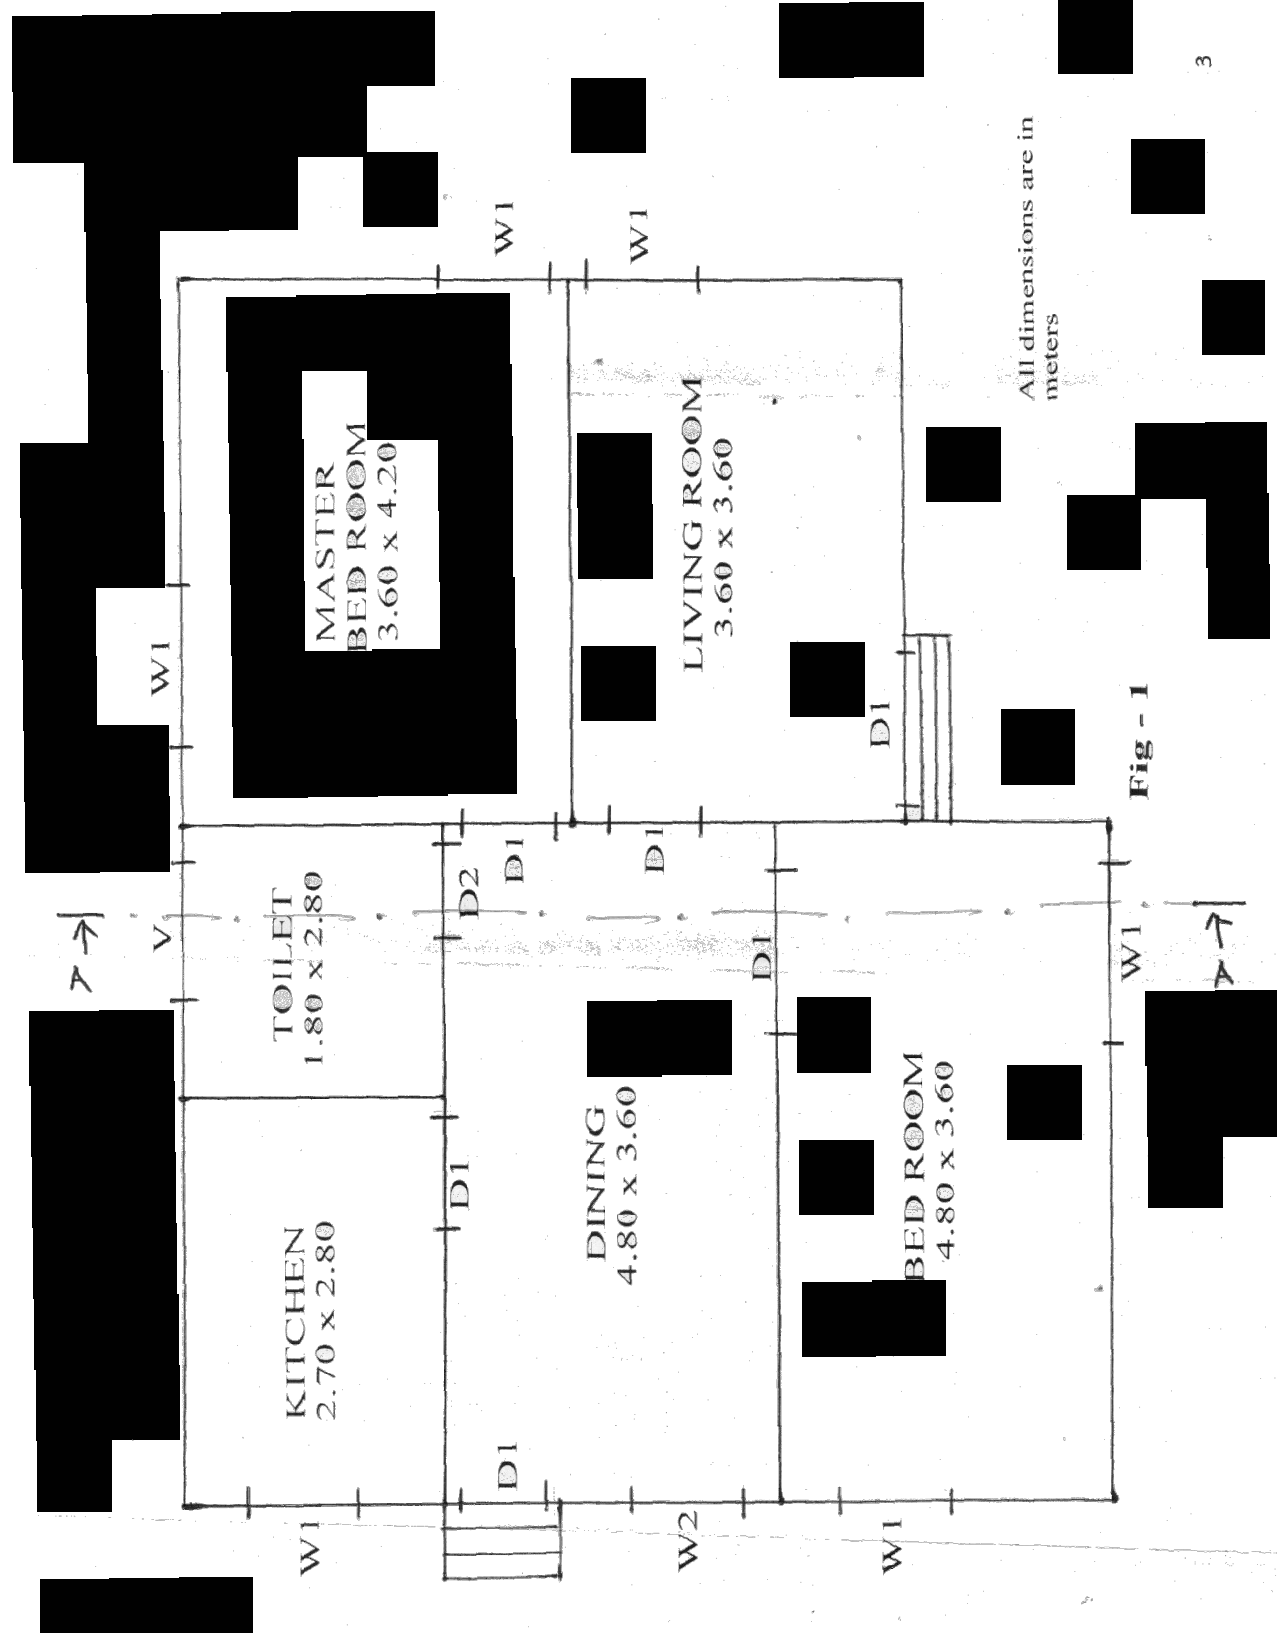 W1
W1
W2
W1
KITCHEN
2.70 x 2.80
D1
D1
DINING
4.80 x 3.60
BED ROOM
4.80 x 3.60
A
V
TOILET
1.80 x 2.80
D2
D1
D1
D1
W1
A
W1
MASTER
BED ROOM
3.60 x 4.20
LIVING ROOM
3.60 x 3.60
D1
W1
W1
Fig - 1
All dimensions are in
meters
3